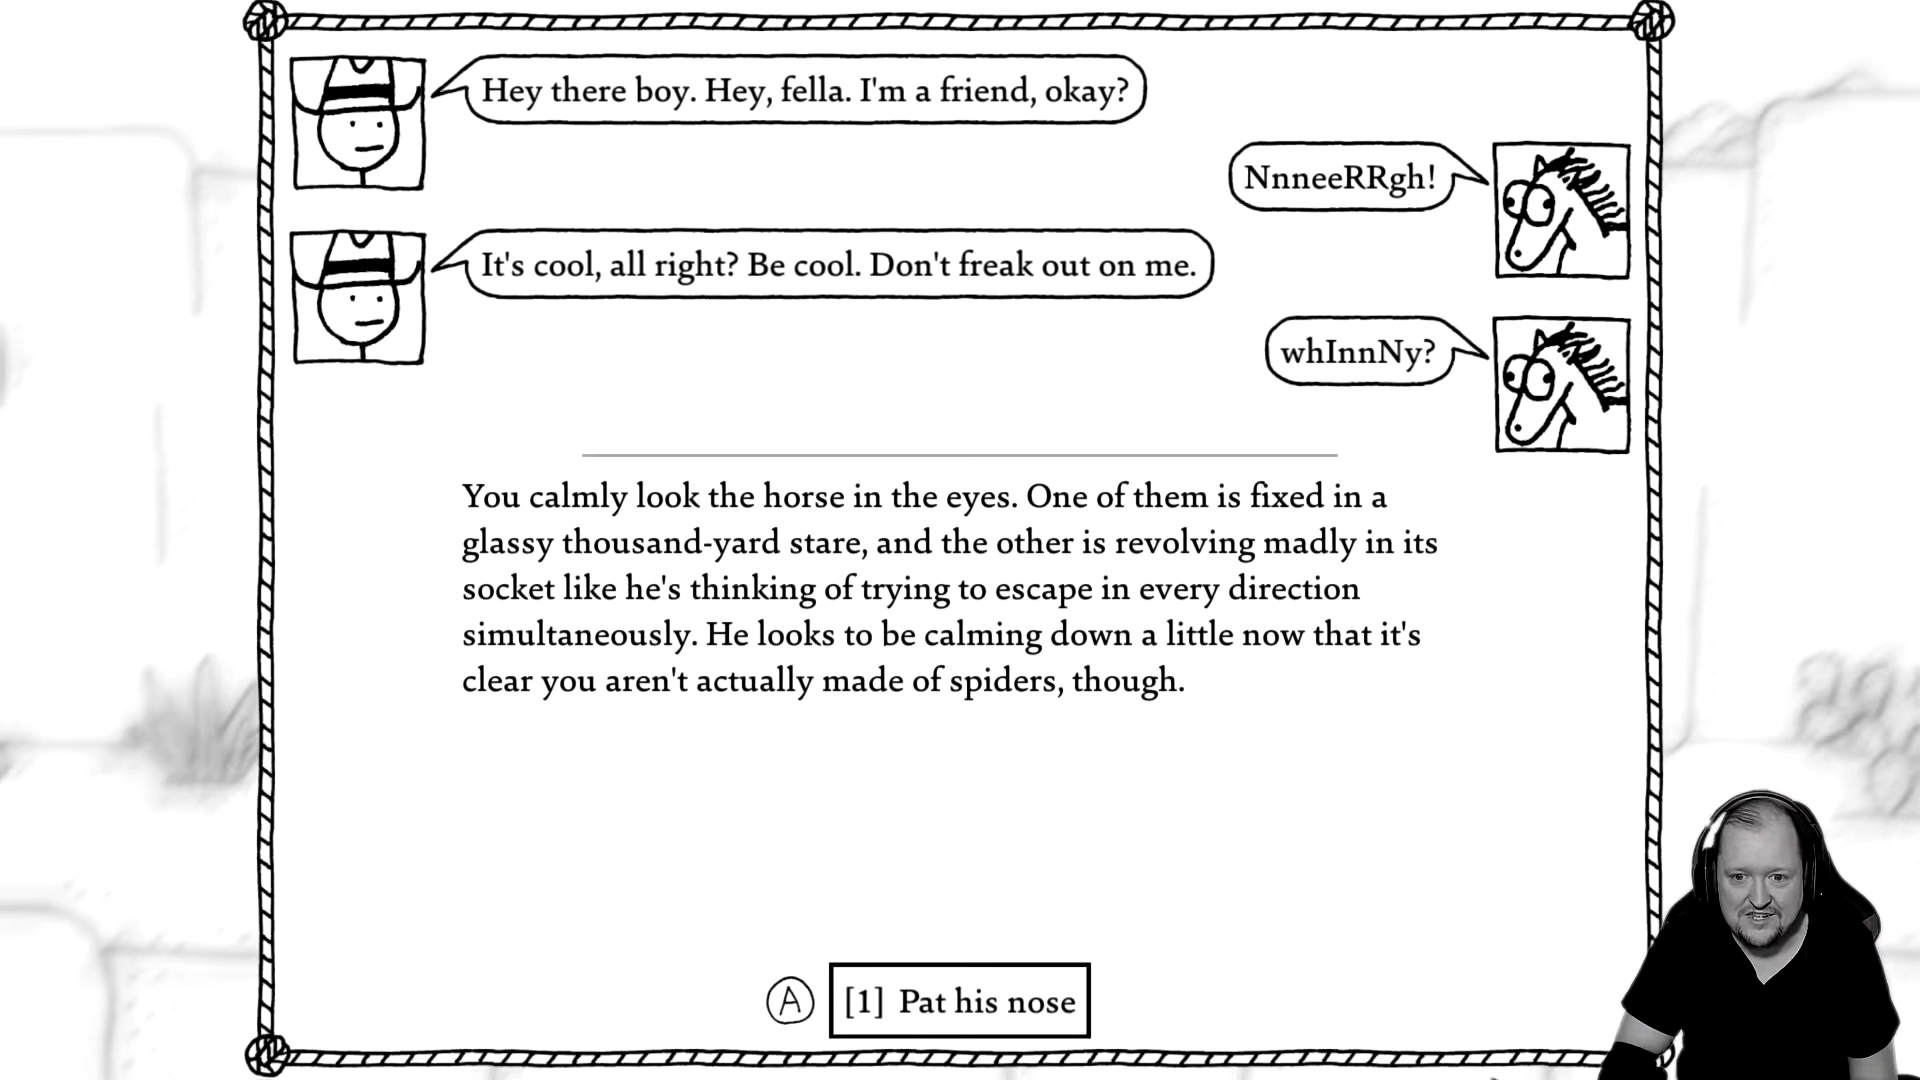 Hey there boy. Hey, fella. I'm a friend, okay?
NnneeRRgh!
It's cool, all right? Be cool. Don't freak out on me.
whInnNy?
You calmly look the horse in the eyes. One of them is fixed in a
glassy thousand-yard stare, and the other is revolving madly in its
socket like he's thinking of trying to escape in every direction
simultaneously. He looks to be calming down a little now that it's
clear you aren't actually made of spiders, though.
A [1] Pat his nose